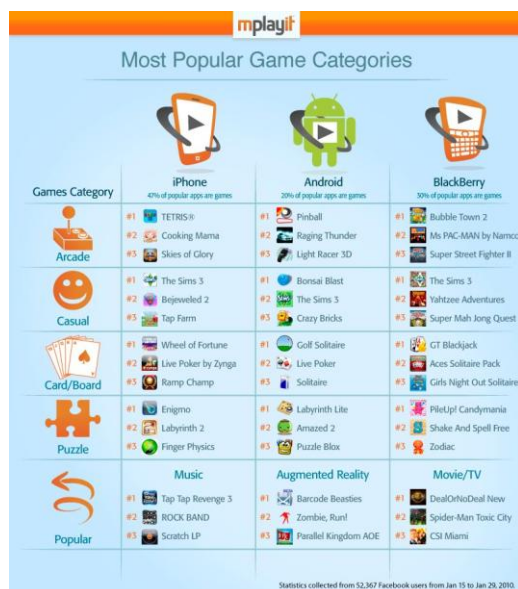 mplayit
Most Popular Game Categories
Games Category
iPhone
47% of popular apps are games
Android
20% of popular apps are games
BlackBerry
50% of popular apps are games
Arcade
#1 TETRIS®
#2 Cooking Mama
#3 Skies of Glory
#1 Pinball
#2 Raging Thunder
#3 Light Racer 3D
#1 Bubble Town 2
#2 Ms PAC-MAN by Namco
#3 Super Street Fighter II
Casual
#1 The Sims 3
#2 Bejeweled 2
#3 Tap Farm
#1 Bonsai Blast
#2 The Sims 3
#3 Crazy Bricks
#1 The Sims 3
#2 Yahtzee Adventures
#3 Super Mah Jong Quest
Card/Board
#1 Wheel of Fortune
#2 Live Poker by Zynga
#3 Ramp Champ
#1 Golf Solitaire
#2 Live Poker
#3 Solitaire
#1 GT Blackjack
#2 Aces Solitaire Pack
#3 Girls Night Out Solitaire
Puzzle
#1 Enigmo
#2 Labyrinth 2
#3 Finger Physics
#1 Labyrinth Lite
#2 Amazed 2
#3 Puzzle Blox
#1 PileUp! Candymania
#2 Shake And Spell Free
#3 Zodiac
Popular
Music
#1 Tap Tap Revenge 3
#2 ROCK BAND
#3 Scratch LP
Augmented Reality
#1 Barcode Beasties
#2 Zombie, Run!
#3 Parallel Kingdom AOE
Movie/TV
#1 DealOrNoDeal New
#2 Spider-Man Toxic City
#3 CSI Miami
Statistics collected from 52,367 Facebook users from Jan 15 to Jan 29, 2010.